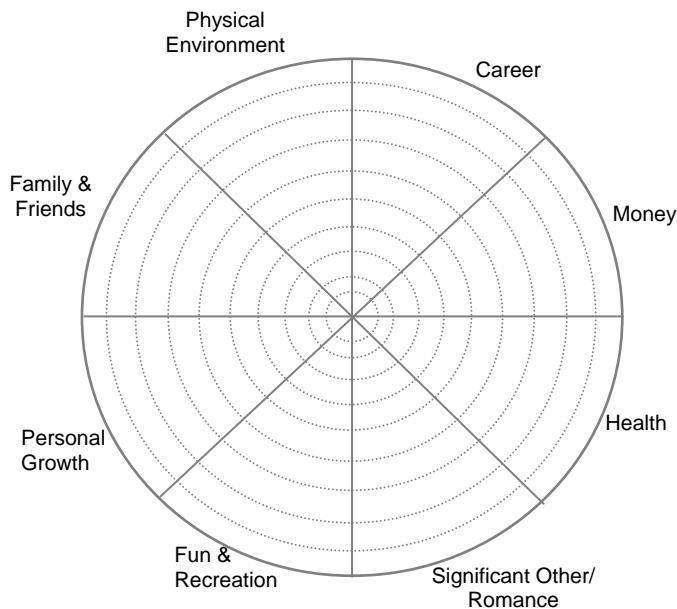 Physical
Environment
Career
Family &
Friends
Money
Personal
Growth
Health
Fun &
Recreation
Significant Other/
Romance